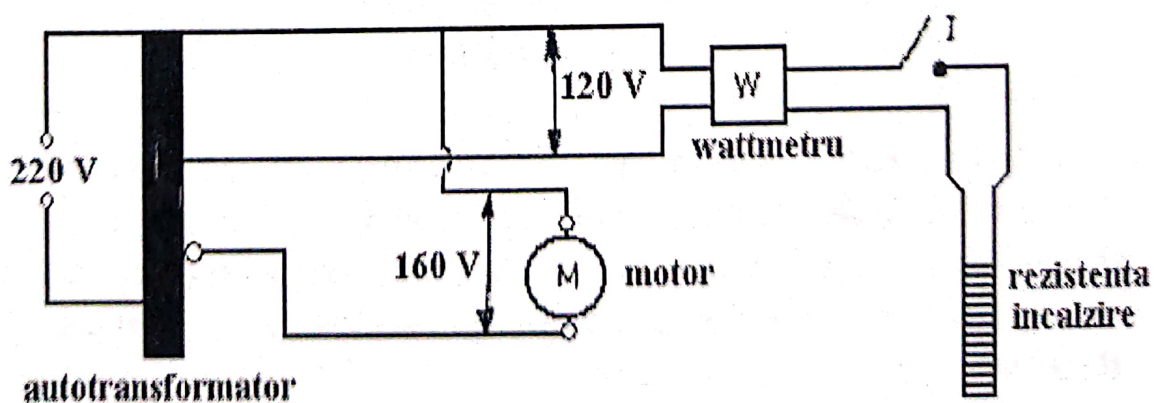 I
120 V
W
wattmetru
220 V
160 V
M
motor
rezistenta
incalzire
autotransformator